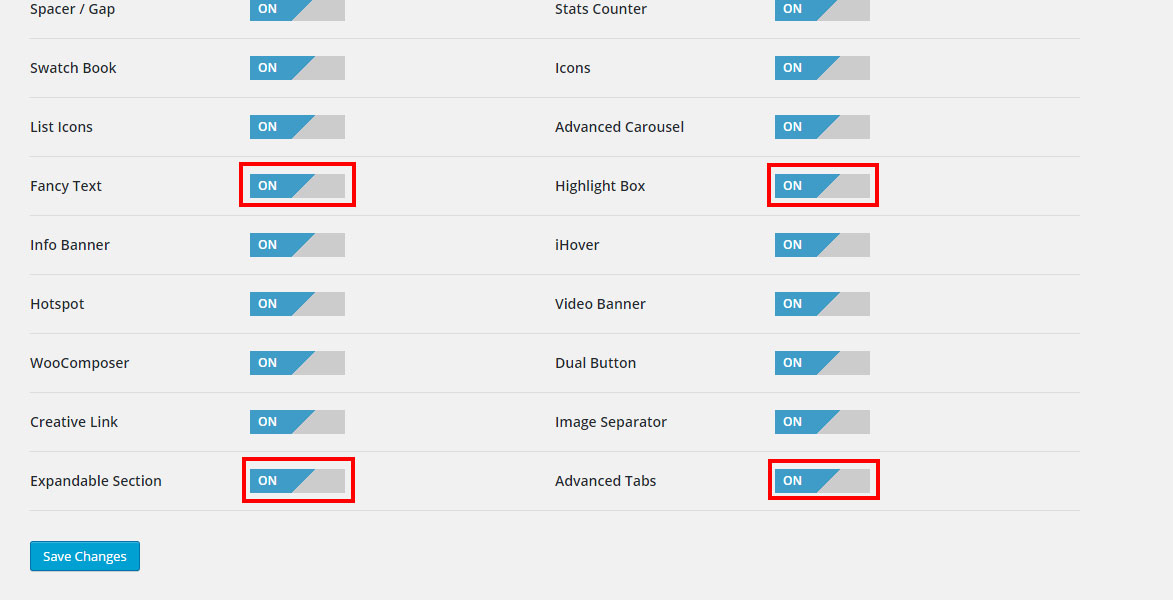 Spacer / Gap ON Stats Counter ON
Swatch Book ON Icons ON
List Icons ON Advanced Carousel ON
Fancy Text ON Highlight Box ON
Info Banner ON iHover ON
Hotspot ON Video Banner ON
WooComposer ON Dual Button ON
Creative Link ON Image Separator ON
Expandable Section ON Advanced Tabs ON
Save Changes